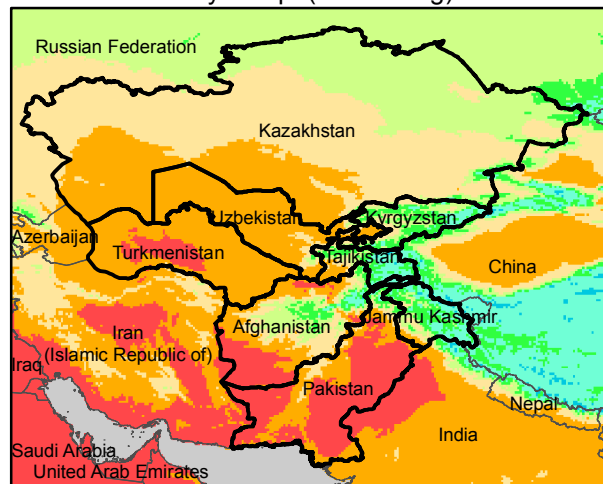 Russian Federation
Kazakhstan
Uzbekistan
Kyrgyzstan
Azerbaijan
Turkmenistan
Tajikistan
China
Afghanistan
Jammu Kashmir
Iran
(Islamic Republic of)
Iraq
Pakistan
Nepal
India
Saudi Arabia
United Arab Emirates